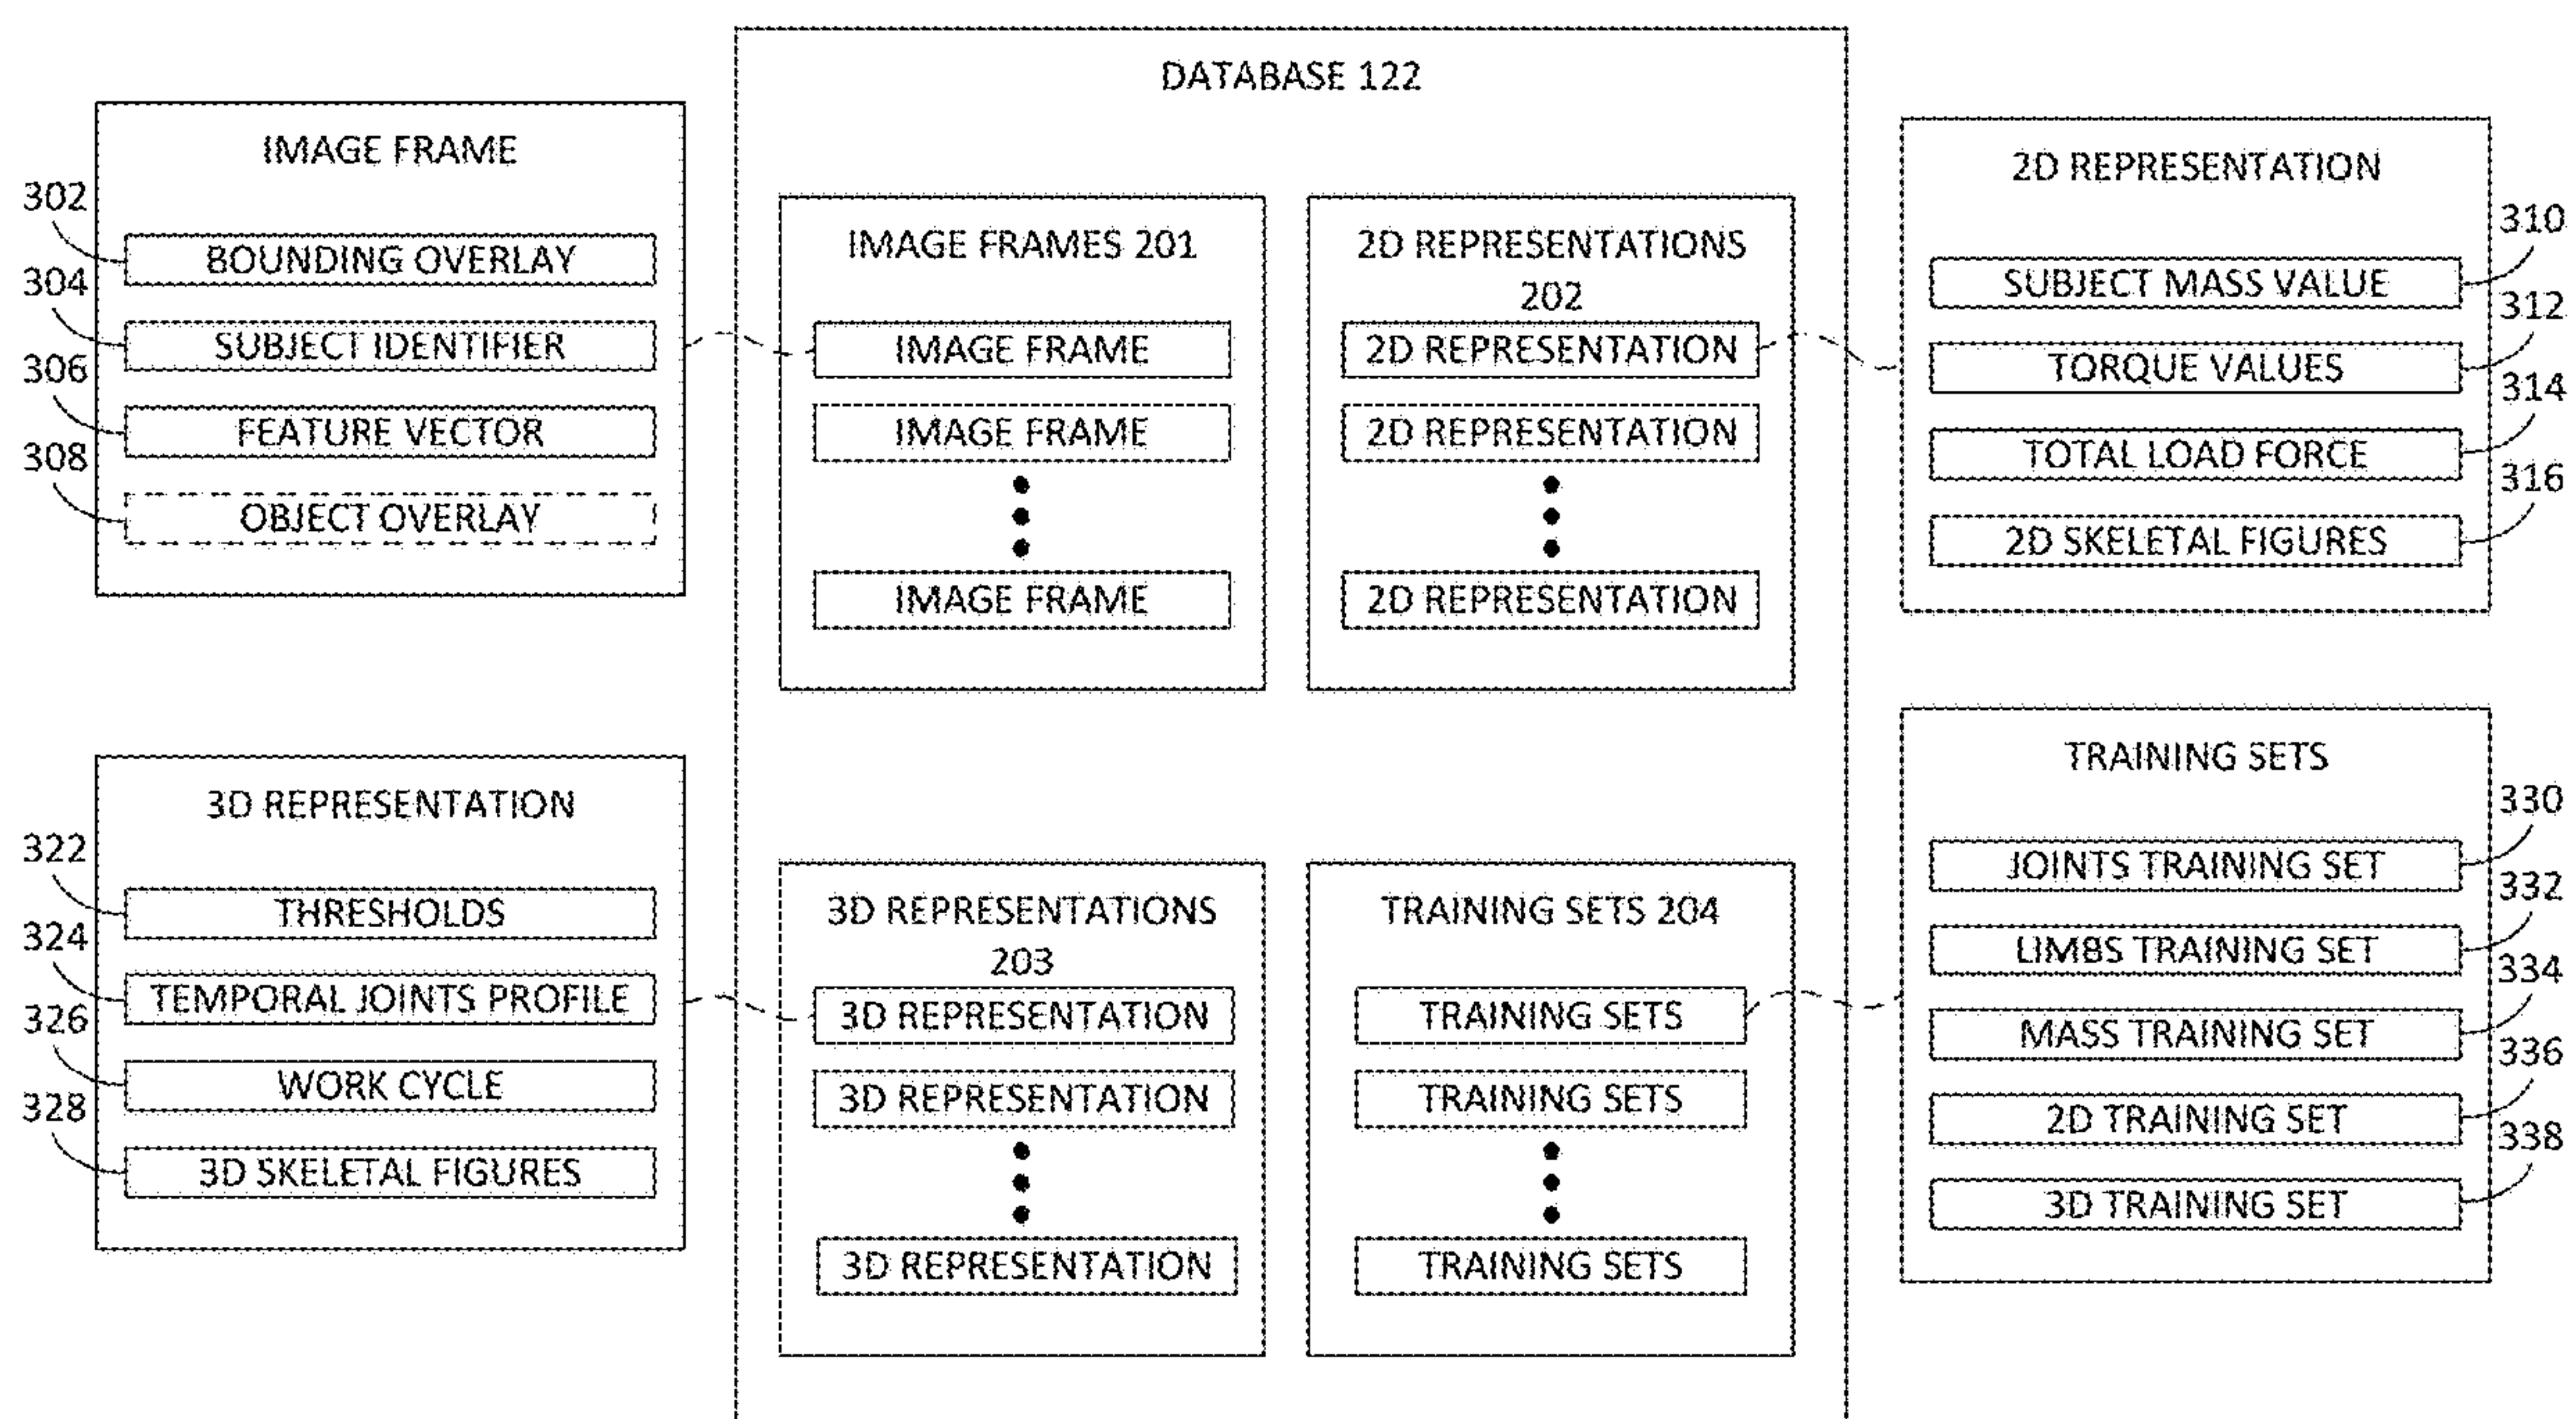 DATABASE 122
IMAGE FRAME
302
BOUNDING OVERLAY
304
SUBJECT IDENTIFIER
306
FEATURE VECTOR
308
OBJECT OVERLAY
IMAGE FRAMES 201
IMAGE FRAME
IMAGE FRAME
IMAGE FRAME
2D REPRESENTATIONS
202
2D REPRESENTATION
2D REPRESENTATION
2D REPRESENTATION
2D REPRESENTATION
310
SUBJECT MASS VALUE
312
TORQUE VALUES
314
TOTAL LOAD FORCE
316
2D SKELETAL FIGURES
3D REPRESENTATION
322
THRESHOLDS
324
TEMPORAL JOINTS PROFILE
326
WORK CYCLE
328
3D SKELETAL FIGURES
3D REPRESENTATIONS
203
3D REPRESENTATION
3D REPRESENTATION
3D REPRESENTATION
TRAINING SETS 204
TRAINING SETS
TRAINING SETS
TRAINING SETS
TRAINING SETS
330
JOINTS TRAINING SET
332
LIMBS TRAINING SET
334
MASS TRAINING SET
336
2D TRAINING SET
338
3D TRAINING SET